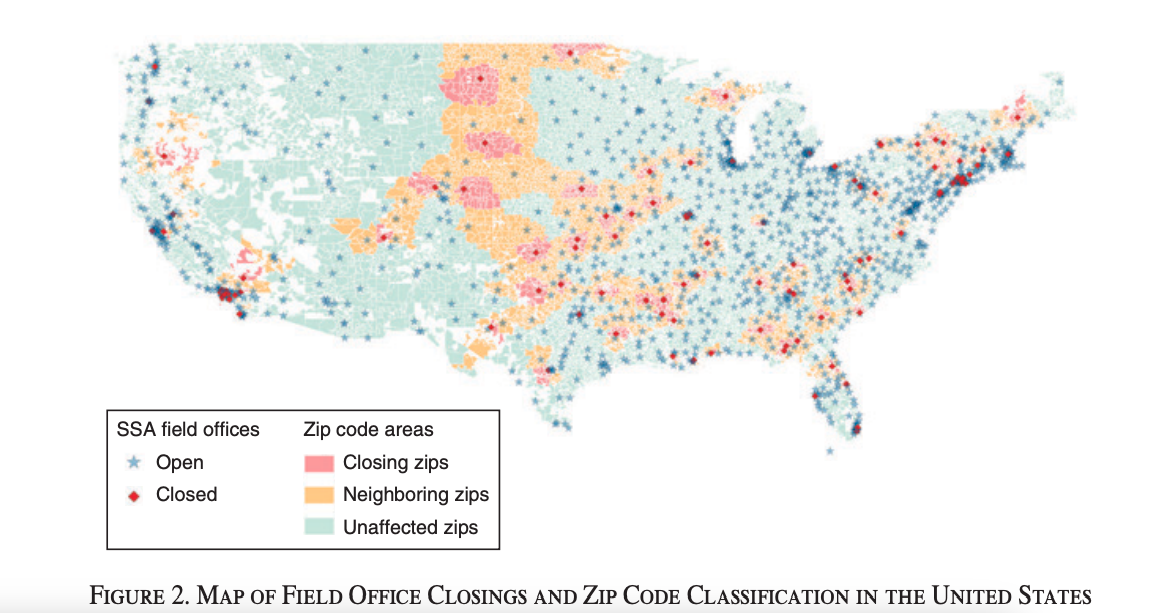 SSA field offices
Open
Closed
Zip code areas
Closing zips
Neighboring zips
Unaffected zips
FIGURE 2. MAP OF FIELD OFFICE CLOSINGS AND ZIP CODE CLASSIFICATION IN THE UNITED STATES